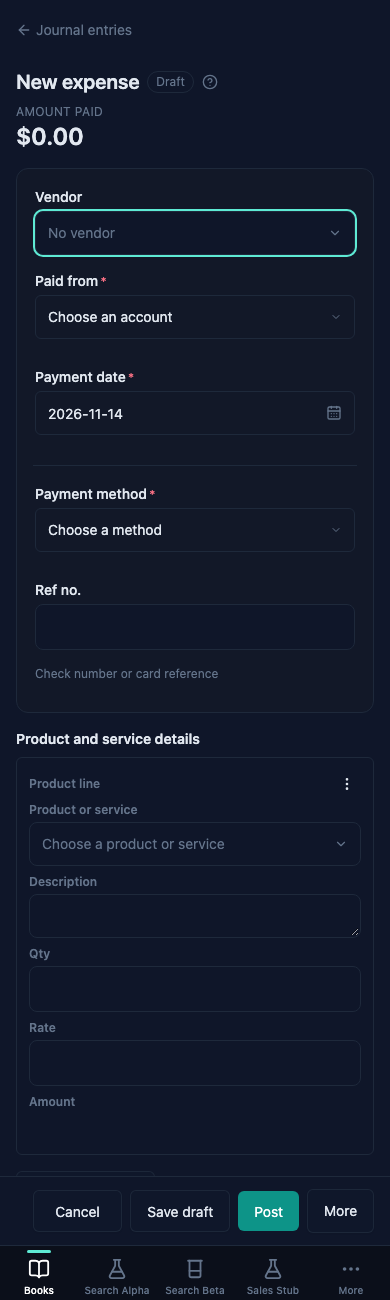 Journal entries
New expense Draft
AMOUNT PAID
$0.00
Vendor
No vendor
Paid from *
Choose an account
Payment date *
2026-11-14
Payment method *
Choose a method
Ref no.
Check number or card reference
Product and service details
Product line
Product or service
Choose a product or service
Description
Qty
Rate
Amount
Cancel Save draft Post More
Books Search Alpha Search Beta Sales Stub More